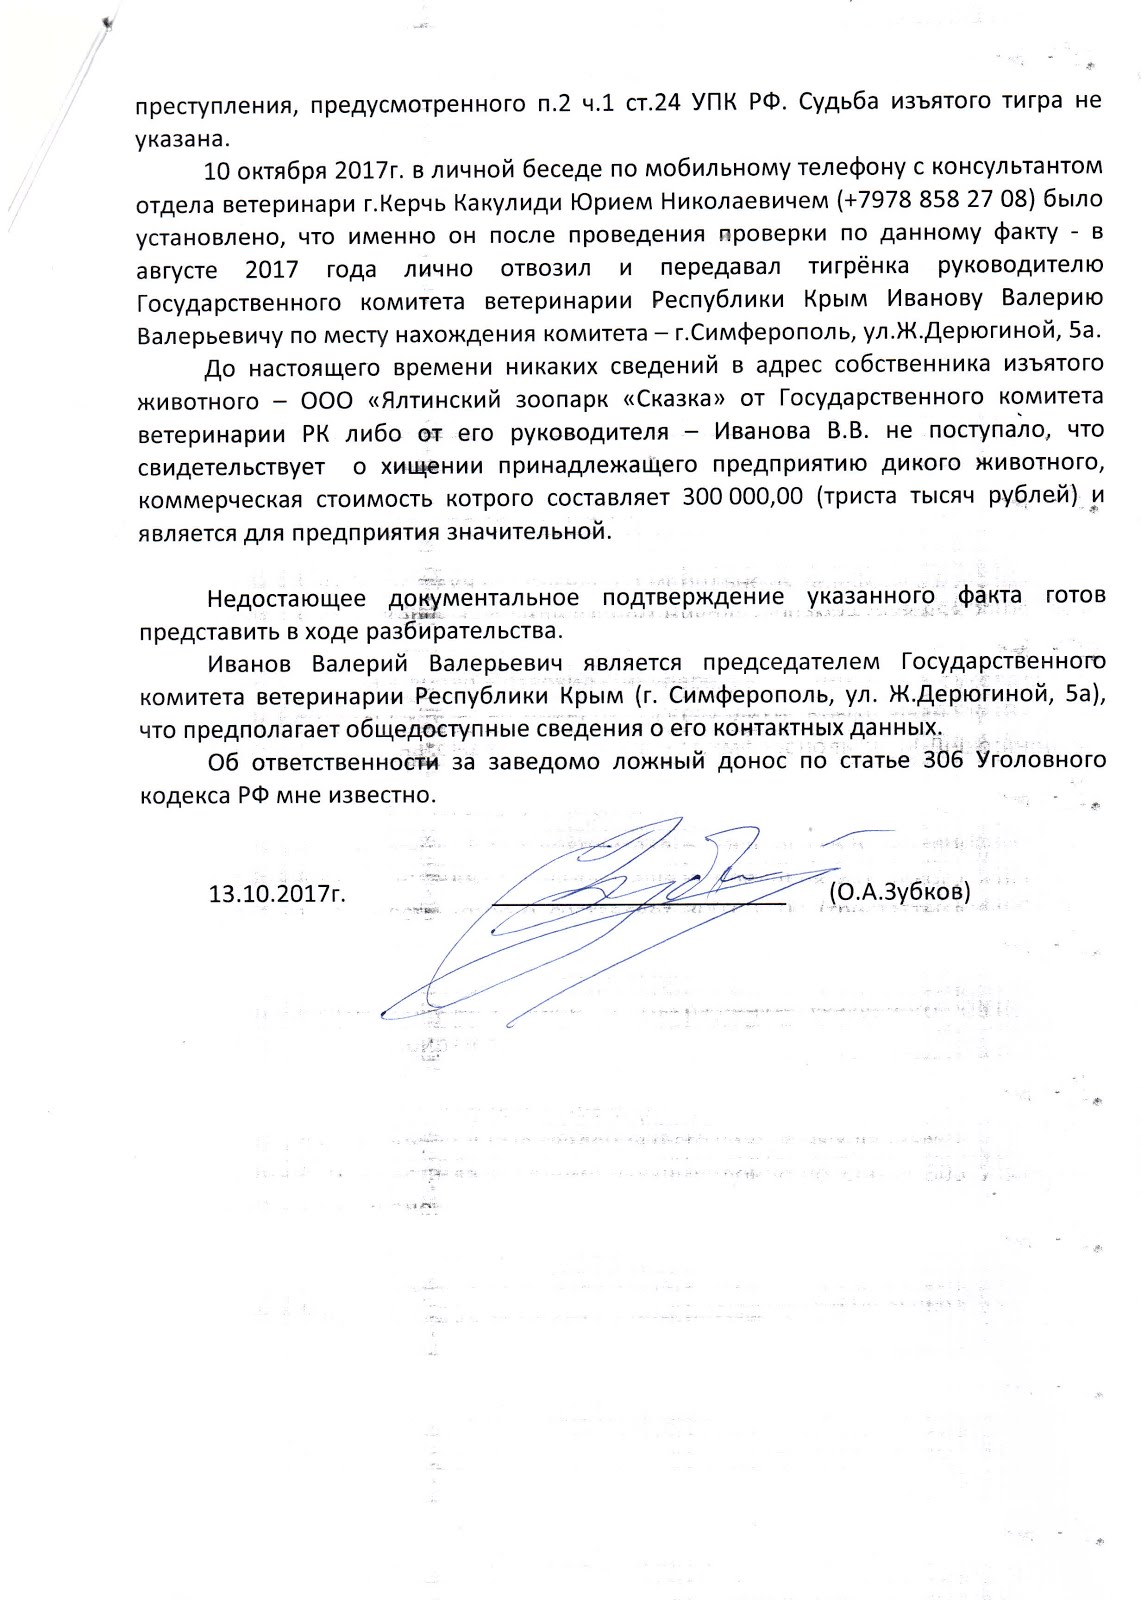 преступления, предусмотренного п.2 ч.1 ст.24 УПК РФ. Судьба изъятого тигра не
указана.
10 октября 2017г. в личной беседе по мобильному телефону с консультантом
отдела ветеринари г.Керчь Какулиди Юрием Николаевичем (+7978 858 27 08) было
установлено, что именно он после проведения проверки по данному факту - в
августе 2017 года лично отвозил и передавал тигрёнка руководителю
Государственного комитета ветеринарии Республики Крым Иванову Валерию
Валерьевичу по месту нахождения комитета – г.Симферополь, ул.Ж.Дерюгиной, 5а.
До настоящего времени никаких сведений в адрес собственника изъятого
животного – ООО «Ялтинский зоопарк «Сказка» от Государственного комитета
ветеринарии РК либо от его руководителя – Иванова В.В. не поступало, что
свидетельствует о хищении принадлежащего предприятию дикого животного,
коммерческая стоимость котрого составляет 300 000,00 (триста тысяч рублей) и
является для предприятия значительной.
Недостающее документальное подтверждение указанного факта готов
представить в ходе разбирательства.
Иванов Валерий Валерьевич является председателем Государственного
комитета ветеринарии Республики Крым (г. Симферополь, ул. Ж.Дерюгиной, 5а),
что предполагает общедоступные сведения о его контактных данных.
Об ответственности за заведомо ложный донос по статье 306 Уголовного
кодекса РФ мне известно.
13.10.2017г. (О.А.Зубков)